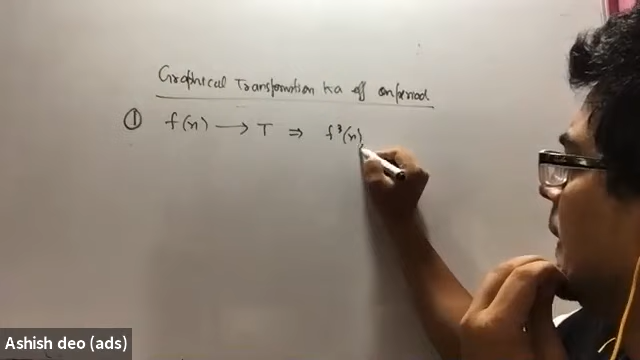 Graphical Transformation ka eff on period
① f(x) → T ⇒ f³(x)
Ashish deo (ads)